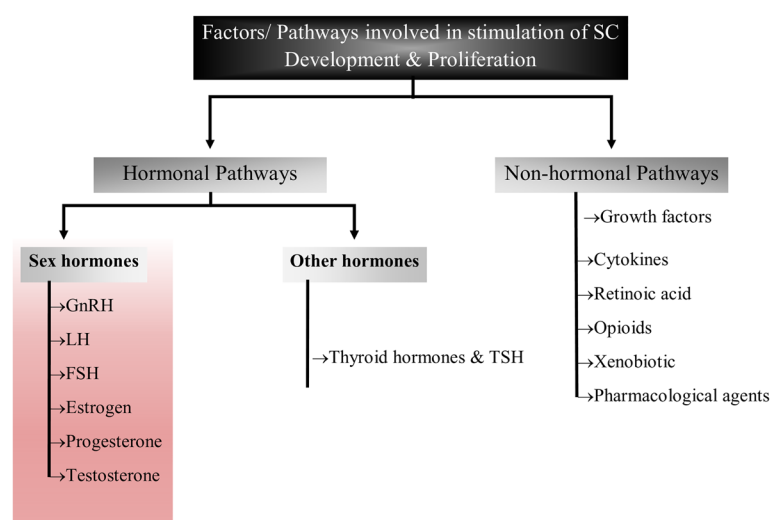 Factors/ Pathways involved in stimulation of SC
Development & Proliferation
Hormonal Pathways
Non-hormonal Pathways
Sex hormones
→GnRH
→LH
→FSH
→Estrogen
→Progesterone
→Testosterone
Other hormones
→Thyroid hormones & TSH
→Growth factors
→Cytokines
→Retinoic acid
→Opioids
→Xenobiotic
→Pharmacological agents